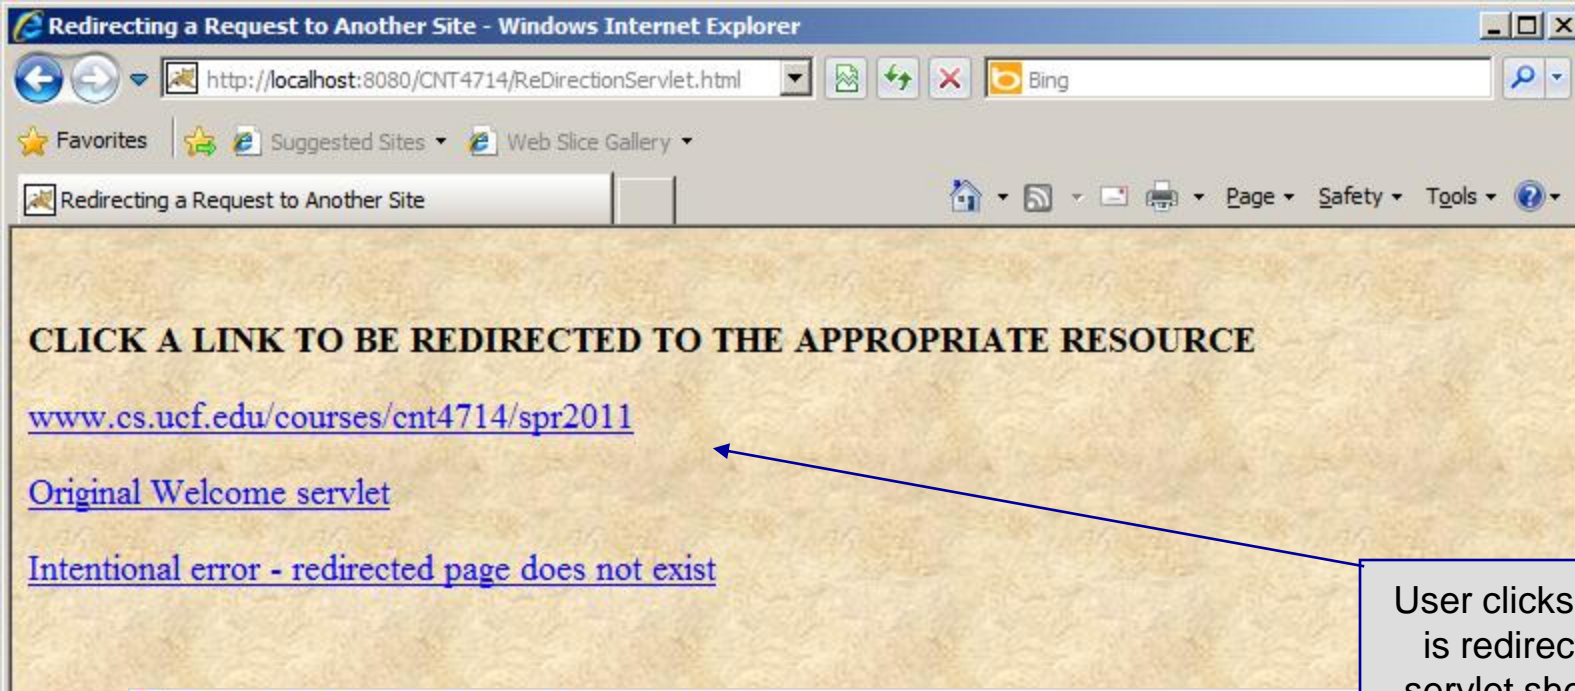 Redirecting a Request to Another Site - Windows Internet Explorer
http://localhost:8080/CNT4714/ReDirectionServlet.html
Bing
Favorites
Suggested Sites
Web Slice Gallery
Redirecting a Request to Another Site
Page
Safety
Tools
CLICK A LINK TO BE REDIRECTED TO THE APPROPRIATE RESOURCE
www.cs.ucf.edu/courses/cnt4714/spr2011
Original Welcome servlet
Intentional error - redirected page does not exist
User clicks
is
servlet